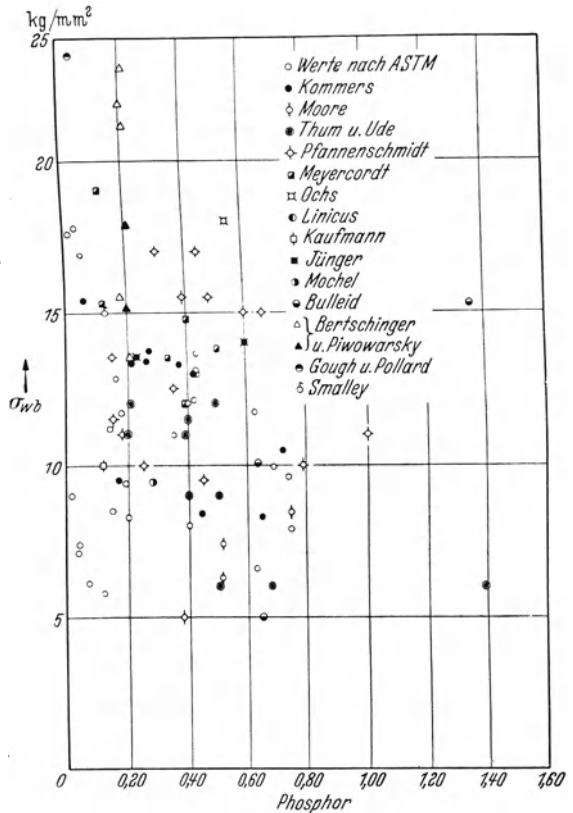 kg/mm²
25
20
15
10
5
σwb
Werte nach ASTM
Kommers
Moore
Thum u. Ude
Pfannenschmidt
Meyercordt
Ochs
Linicus
Kaufmann
Jünger
Mochel
Bulleid
Bertschinger
u. Piwowarsky
Gough u. Pollard
Smalley
0 0,20 0,40 0,60 0,80 1,00 1,20 1,40 1,60
Phosphor